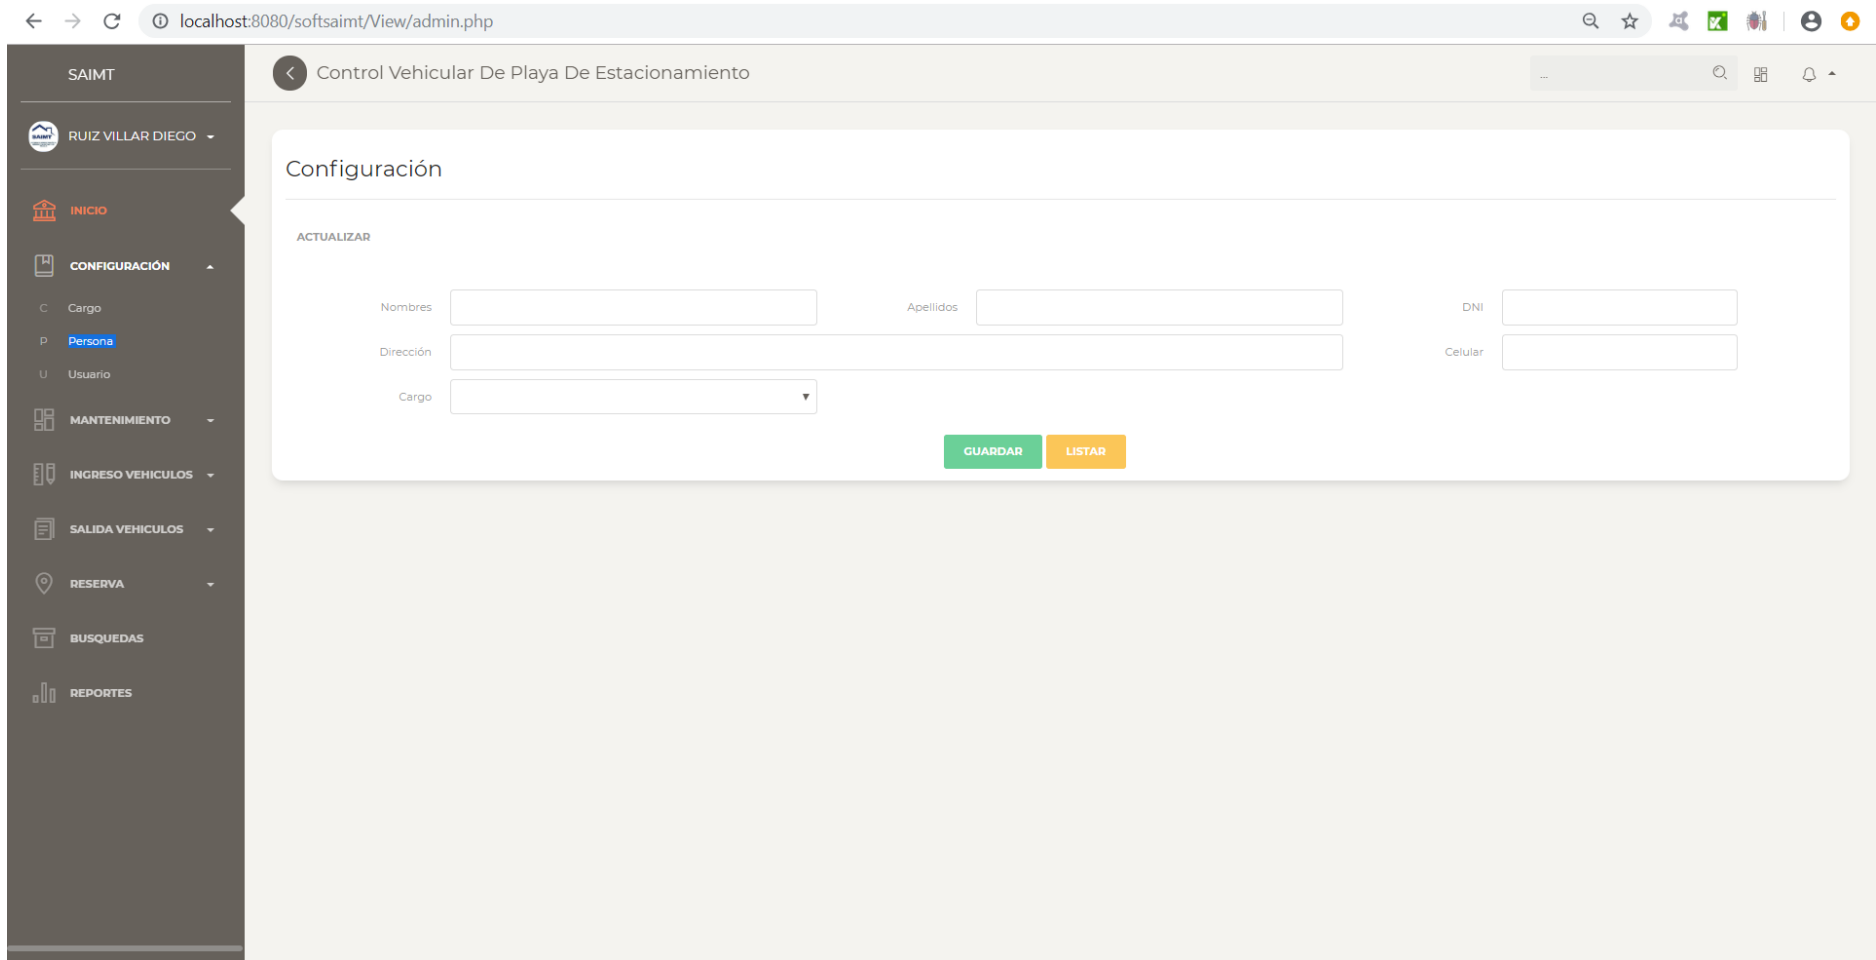 localhost:8080/softsaimt/View/admin.php
SAIMT
Control Vehicular De Playa De Estacionamiento
...
SAIMT
RUIZ VILLAR DIEGO
Configuración
INICIO
ACTUALIZAR
CONFIGURACIÓN
Nombres
Apellidos
DNI
C Cargo
P Persona
Dirección
Celular
U Usuario
Cargo
MANTENIMIENTO
GUARDAR
LISTAR
INGRESO VEHICULOS
SALIDA VEHICULOS
RESERVA
BUSQUEDAS
REPORTES